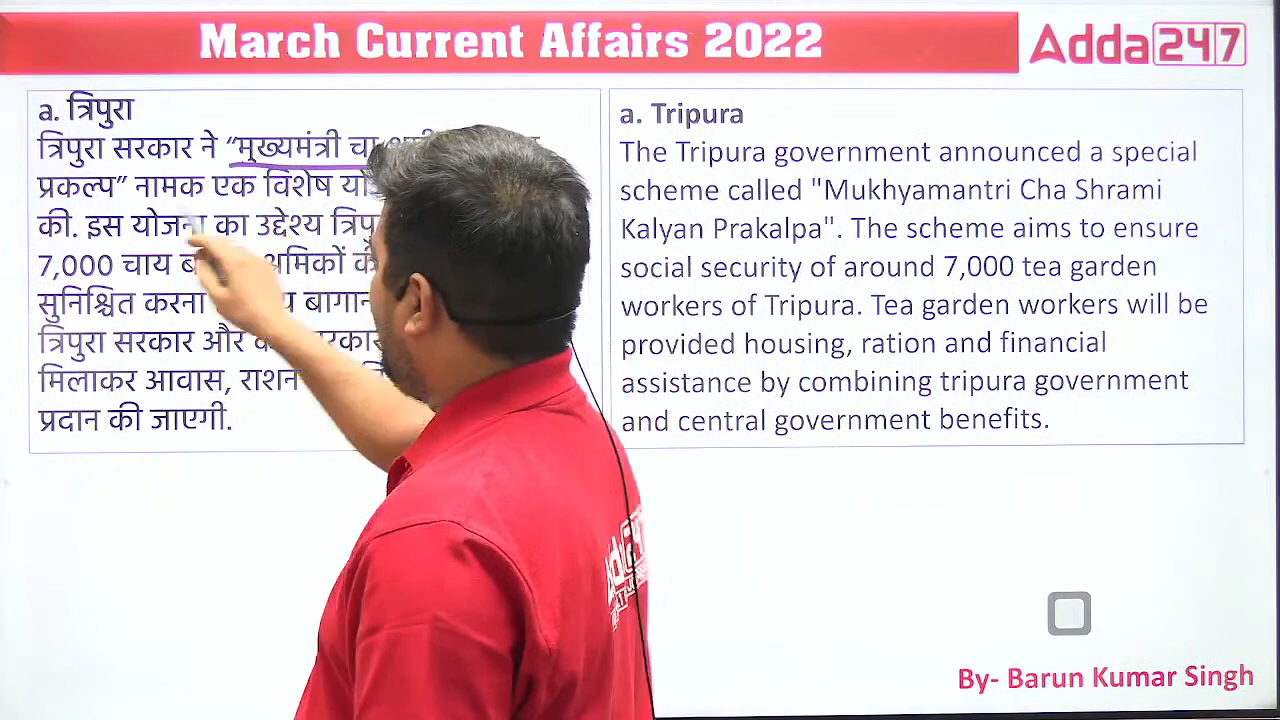 March Current Affairs 2022
Adda247
a. त्रिपुरा
त्रिपुरा सरकार ने “मुख्यमंत्री चा
प्रकल्प” नामक एक विशेष
की. इस योजना का उद्देश्य
7,000 चाय श्रमिकों
सुनिश्चित करना बागान
त्रिपुरा सरकार और
मिलाकर आवास, राशन
प्रदान की जाएगी.
a. Tripura
The Tripura government announced a special
scheme called "Mukhyamantri Cha Shrami
Kalyan Prakalpa". The scheme aims to ensure
social security of around 7,000 tea garden
workers of Tripura. Tea garden workers will be
provided housing, ration and financial
assistance by combining tripura government
and central government benefits.
By- Barun Kumar Singh